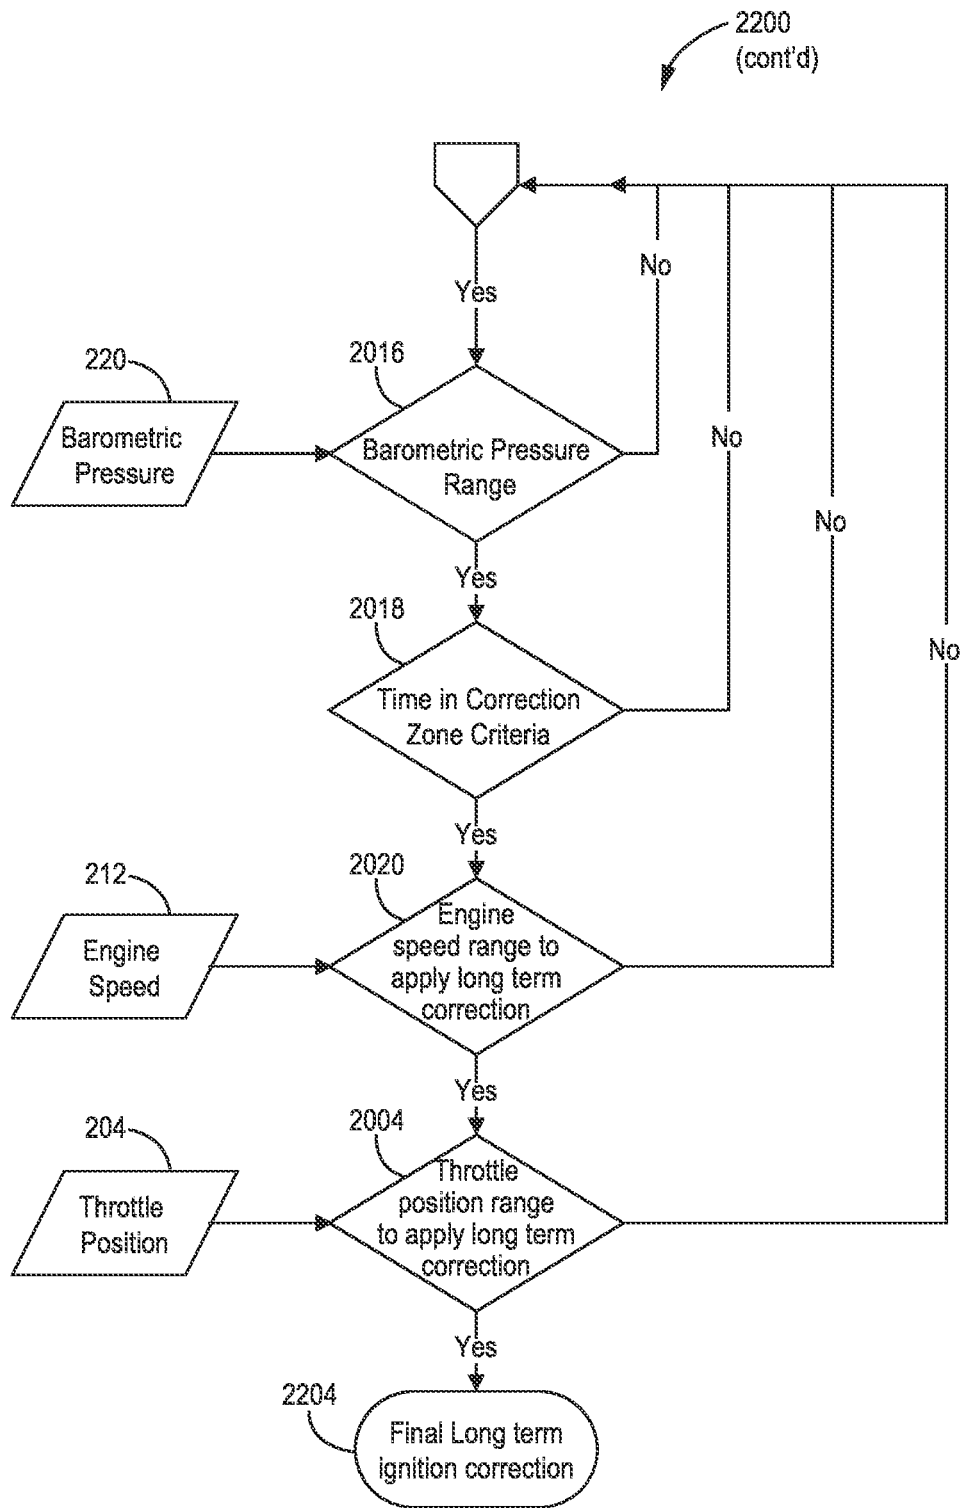 2200
(cont'd)
Yes
No
220
2016
Barometric
Pressure
Barometric Pressure
Range
No
Yes
No
2018
Time in Correction
Zone Criteria
No
Yes
212
2020
Engine
Speed
Engine
speed range to
apply long term
correction
Yes
204
2004
Throttle
Position
Throttle
position range
to apply long term
correction
Yes
2204
Final Long term
ignition correction